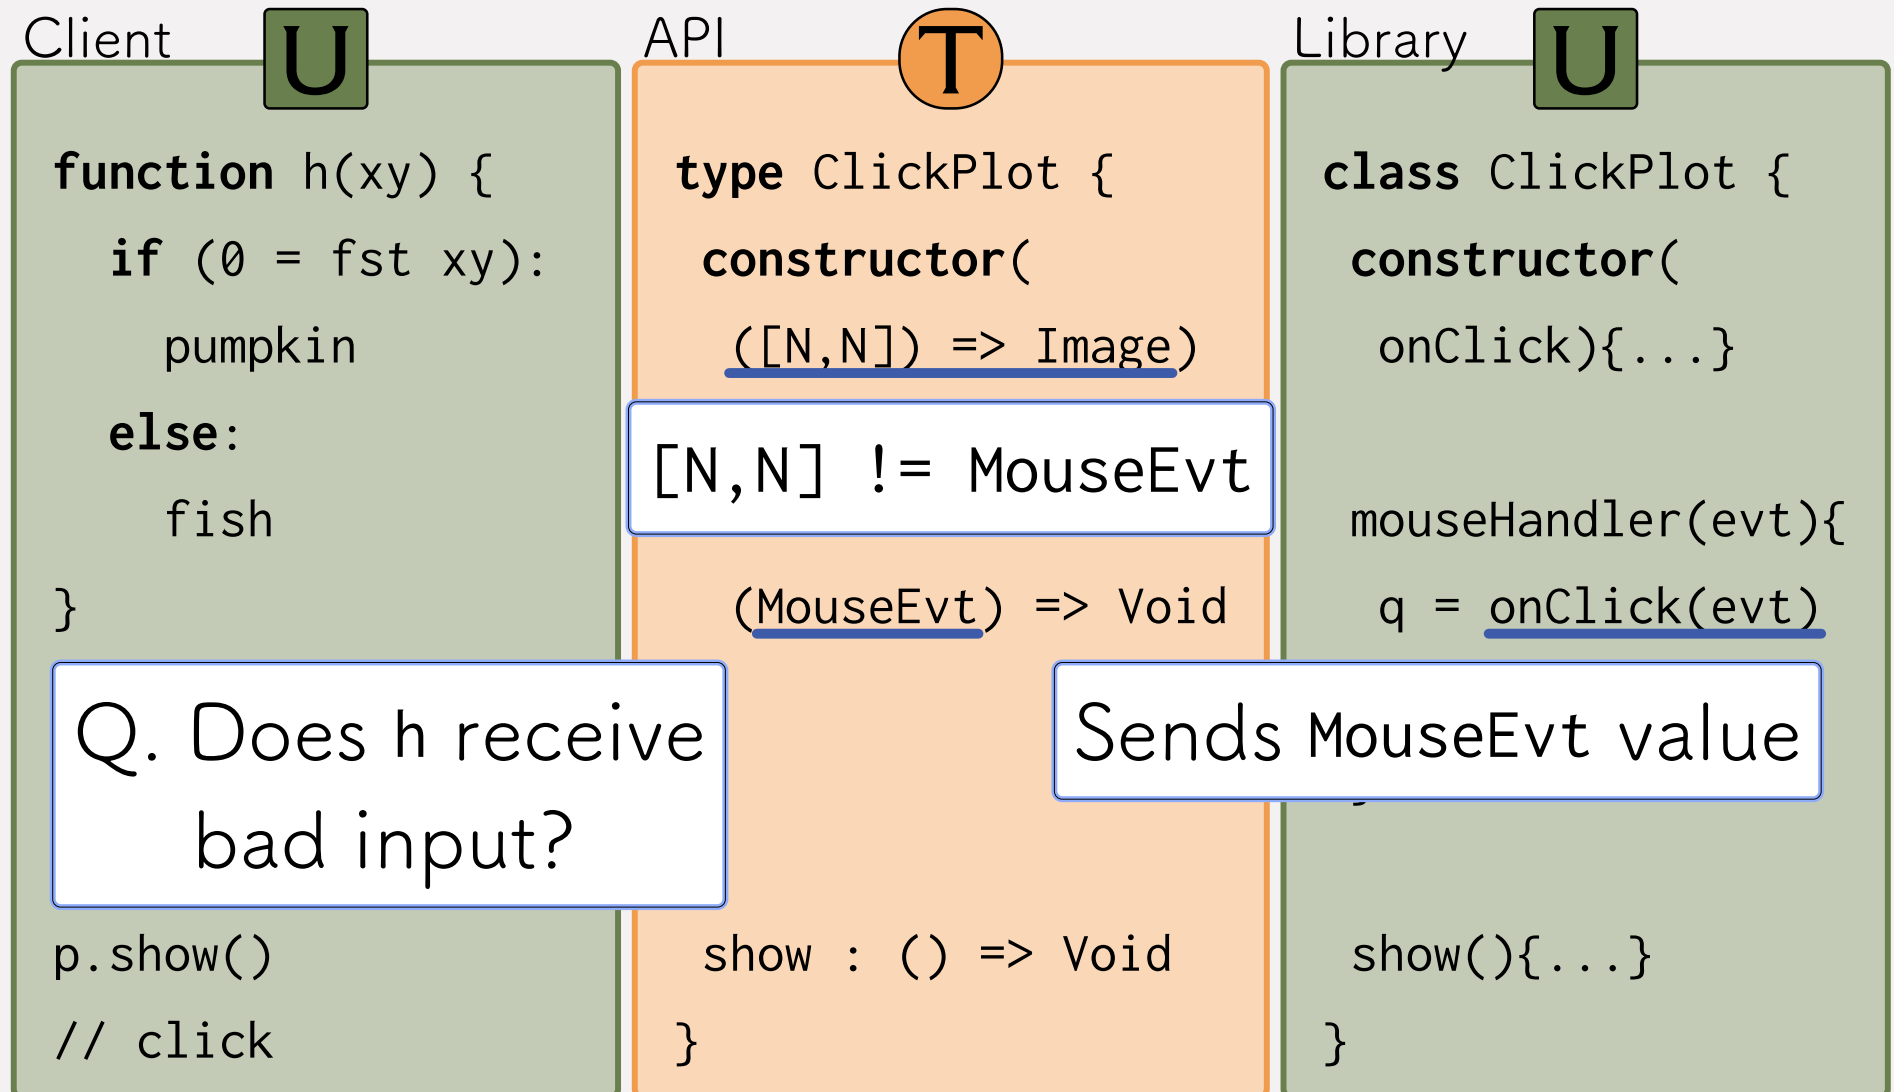 Client
U
function h(xy) {
if (0 = fst xy):
pumpkin
else:
fish
}
Q. Does h receive
bad input?
p.show()
// click
API
T
type ClickPlot {
constructor(
([N,N]) => Image)
[N,N] != MouseEvt
(MouseEvt) => Void
show : () => Void
}
Library
U
class ClickPlot {
constructor(
onClick){...}
mouseHandler(evt){
q = onClick(evt)
Sends MouseEvt value
show(){...}
}